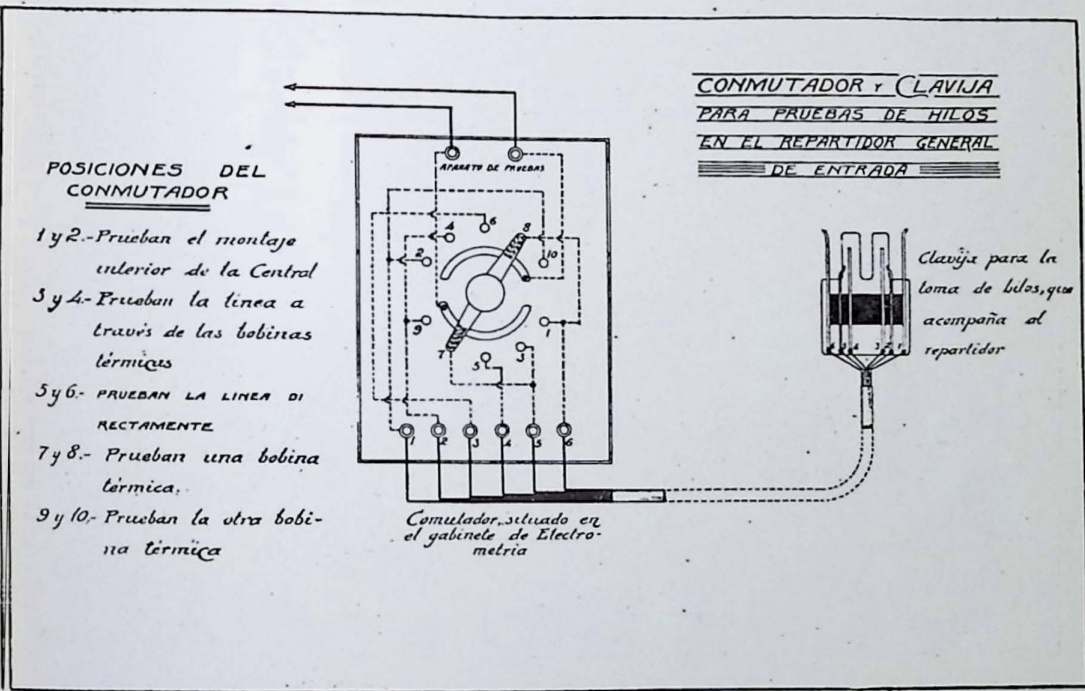 CONMUTADOR Y CLAVIJA
PARA PRUEBAS DE HILOS
EN EL REPARTIDOR GENERAL
DE ENTRADA
POSICIONES DEL
CONMUTADOR
1 y 2.- Prueban el montaje
interior de la Central
3 y 4.- Prueban la línea a
través de las bobinas
térmicas
5 y 6.- PRUEBAN LA LINEA DI
RECTAMENTE
7 y 8.- Prueban una bobina
térmica.
9 y 10.- Prueban la otra bobi-
na térmica
APARATO DE PRUEBAS
6
4
8
2
10
9
1
7
3
5
1 2 3 4 5 6
Comutador, situado en
el gabinete de Electro-
metria
Clavija para la
toma de hilos, que
acompaña al
repartidor